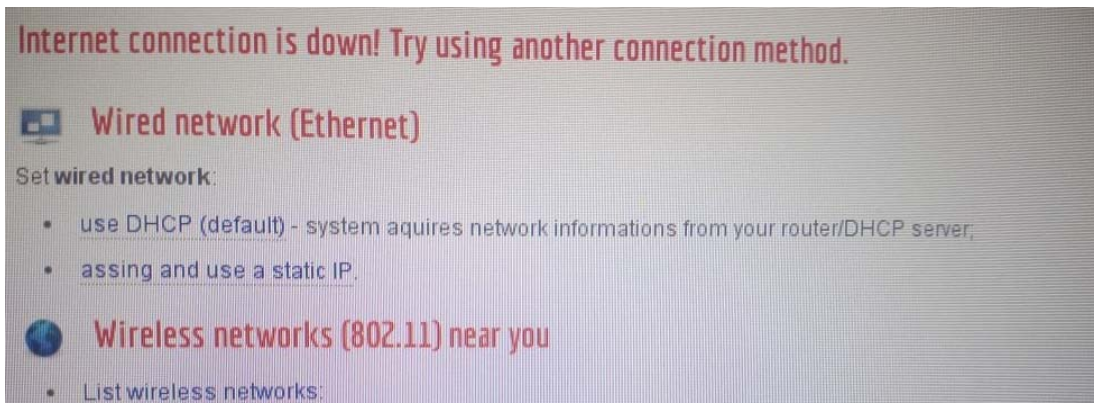 Internet connection is down! Try using another connection method.
Wired network (Ethernet)
Set wired network:
• use DHCP (default) - system aquires network informations from your router/DHCP server;
• assing and use a static IP.
Wireless networks (802.11) near you
• List wireless networks: